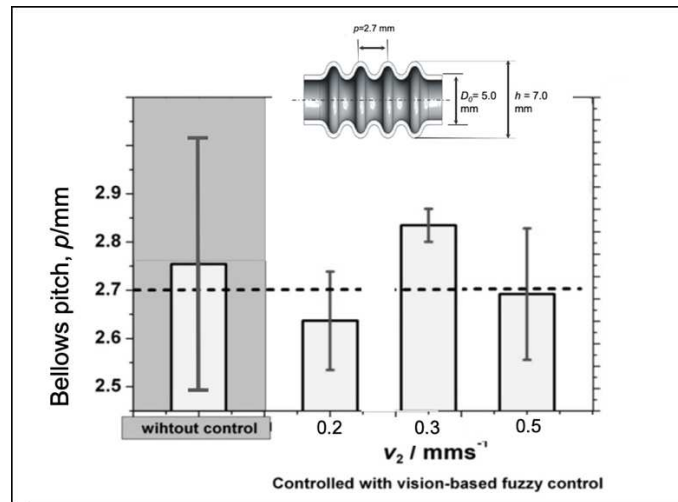 p=2.7 mm
D₀= 5.0 mm
h = 7.0 mm
Bellows pitch, p/mm
2.9
2.8
2.7
2.6
2.5
wihtout control
0.2
0.3
0.5
v₂ / mms⁻¹
Controlled with vision-based fuzzy control